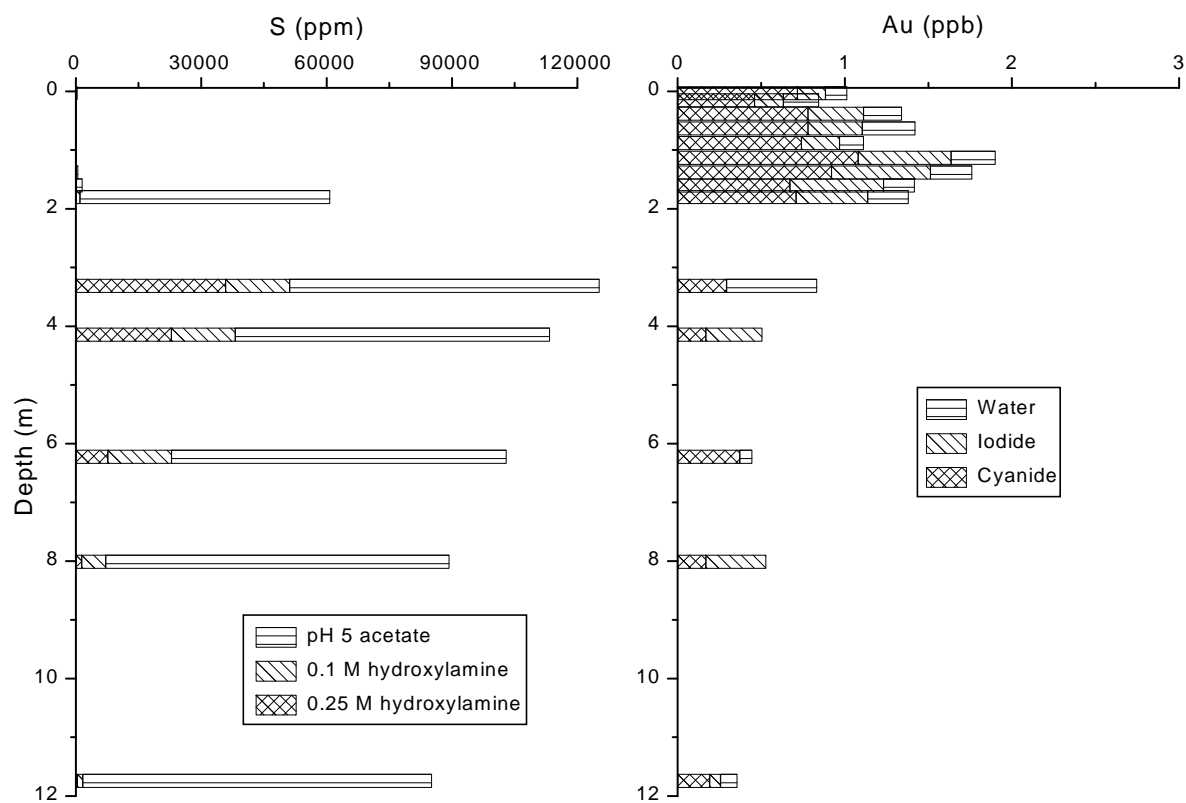 S (ppm)
0 30000 60000 90000 120000
0
2
4
6
8
10
12
Depth (m)
pH 5 acetate
0.1 M hydroxylamine
0.25 M hydroxylamine
Au (ppb)
0 1 2 3
0
2
4
6
8
10
12
Water
Iodide
Cyanide